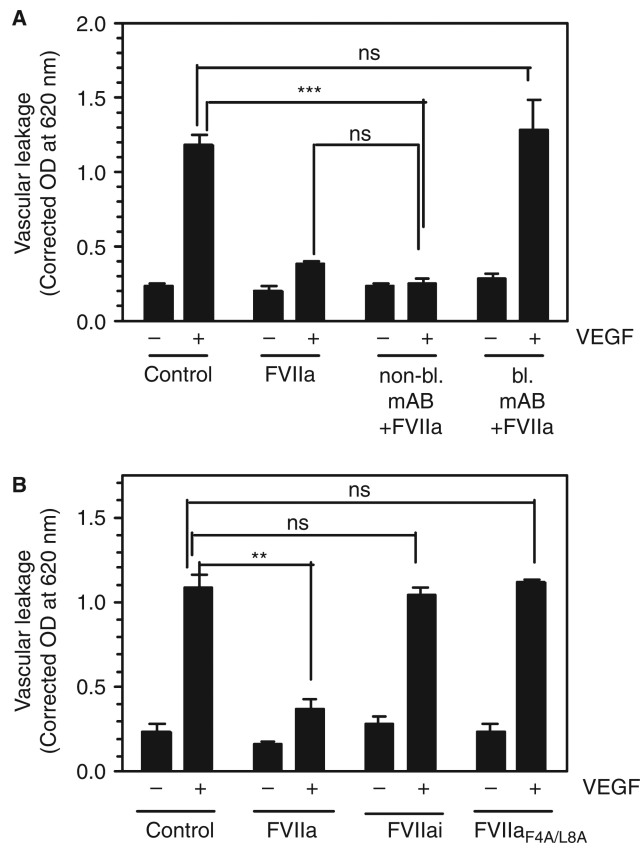 A
Vascular leakage
(Corrected OD at 620 nm)
2.0
1.5
1.0
0.5
0.0
ns
***
ns
– + – + – + – + VEGF
Control FVIIa non-bl. bl.
mAB mAB
+FVIIa +FVIIa
B
Vascular leakage
(Corrected OD at 620 nm)
1.5
1.0
0.5
0.0
ns
ns
**
– + – + – + – + VEGF
Control FVIIa FVIIai FVIIaF4A/L8A